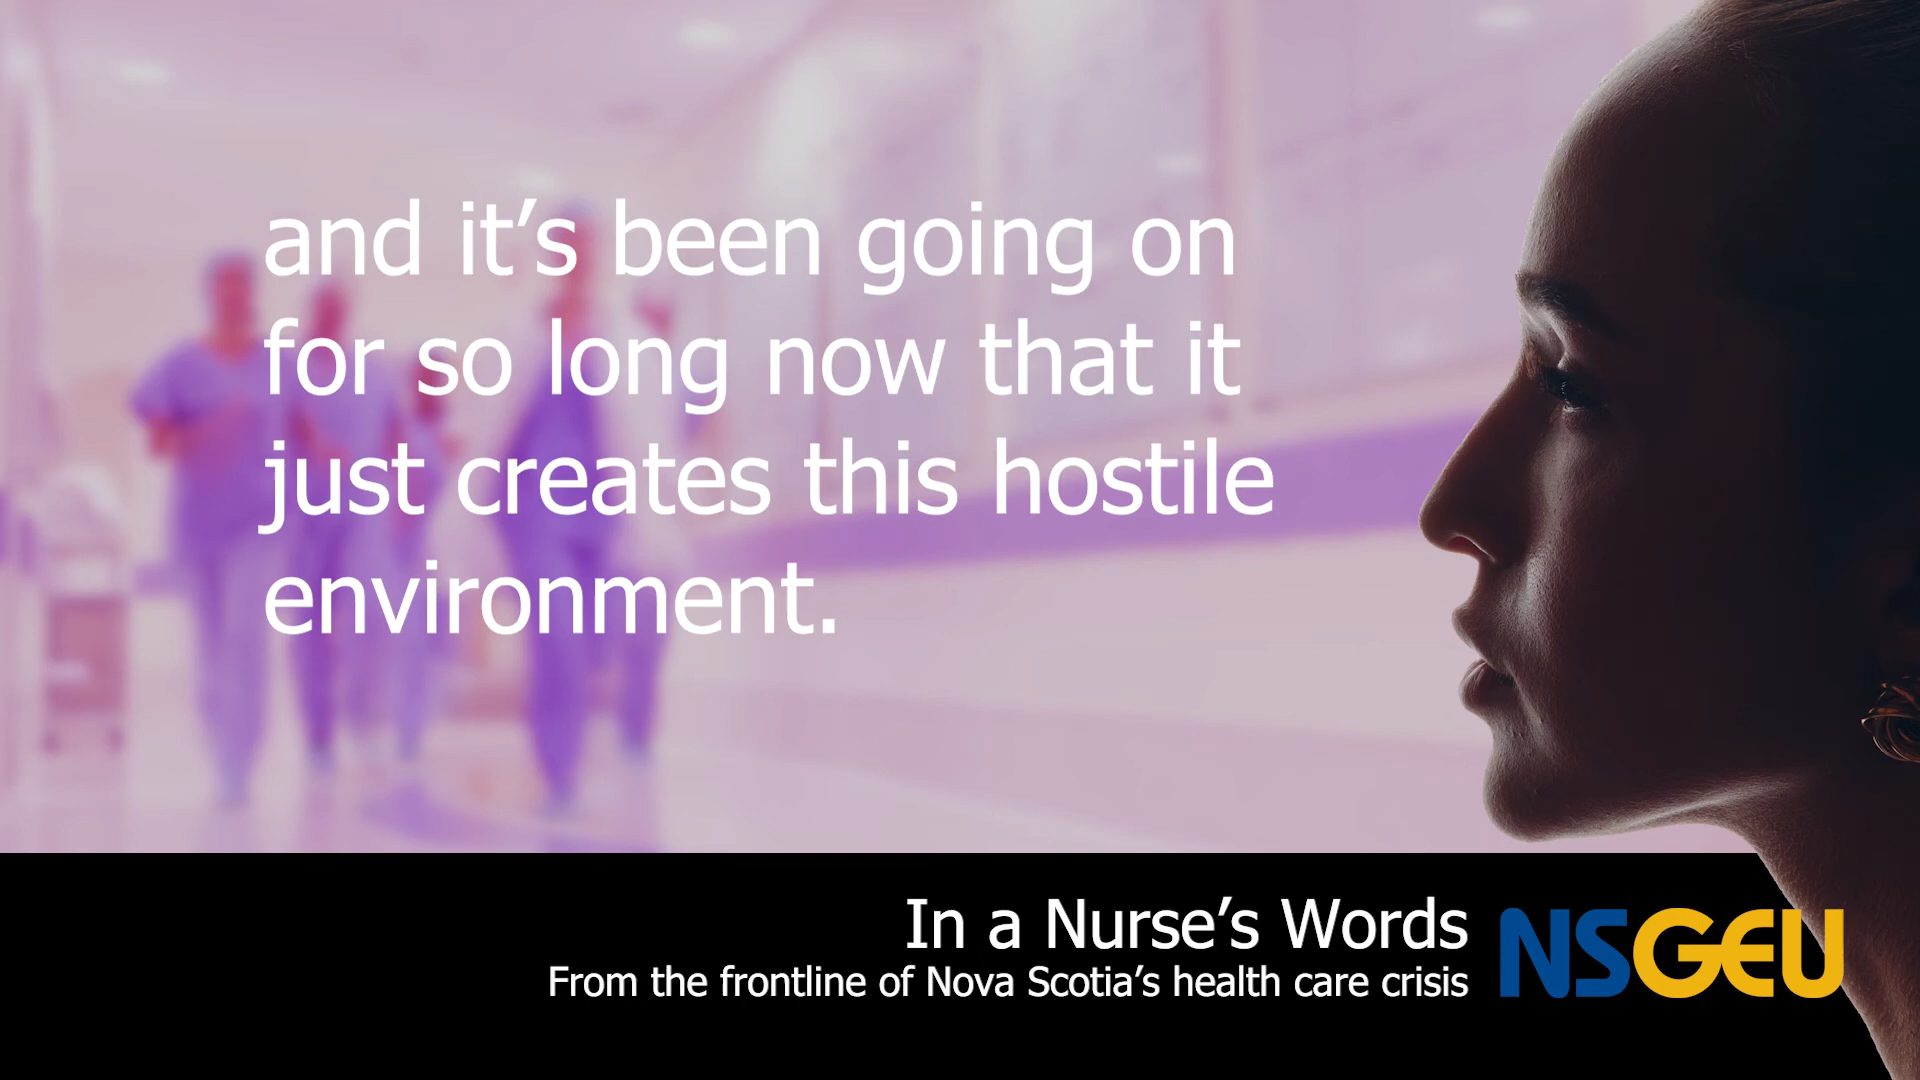 and it’s been going on
for so long now that it
just creates this hostile
environment.
In a Nurse’s Words
From the frontline of Nova Scotia’s health care crisis
NSGEU